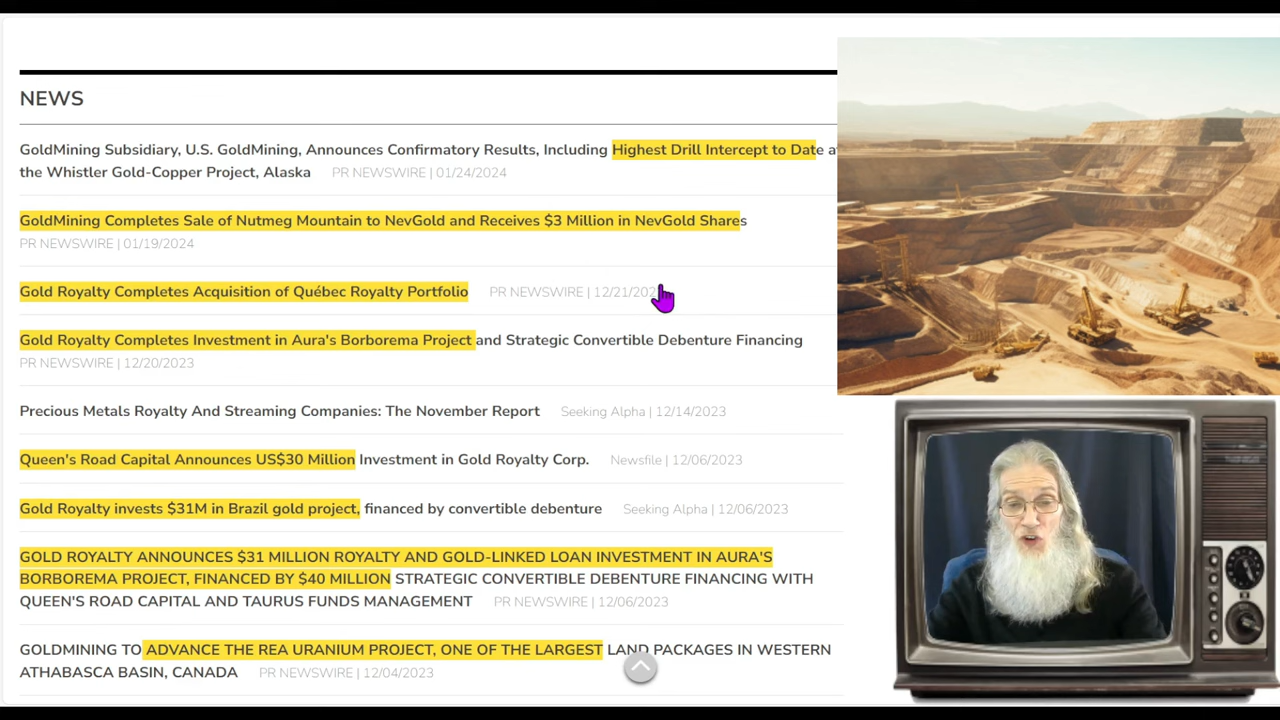 NEWS
GoldMining Subsidiary, U.S. GoldMining, Announces Confirmatory Results, Including Highest Drill Intercept to Date
the Whistler Gold-Copper Project, Alaska PR NEWSWIRE | 01/24/2024
GoldMining Completes Sale of Nutmeg Mountain to NevGold and Receives $3 Million in NevGold Shares
PR NEWSWIRE | 01/19/2024
Gold Royalty Completes Acquisition of Québec Royalty Portfolio PR NEWSWIRE |
Gold Royalty Completes Investment in Aura's Borborema Project and Strategic Convertible Debenture Financing
PR NEWSWIRE | 12/20/2023
Precious Metals Royalty And Streaming Companies: The November Report Seeking Alpha | 12/14/2023
Queen's Road Capital Announces US$30 Million Investment in Gold Royalty Corp. Newsfile | 12/06/2023
Gold Royalty invests $31M in Brazil gold project, financed by convertible debenture Seeking Alpha | 12/06/2023
GOLD ROYALTY ANNOUNCES $31 MILLION ROYALTY AND GOLD-LINKED LOAN INVESTMENT IN AURA'S
BORBOREMA PROJECT, FINANCED BY $40 MILLION STRATEGIC CONVERTIBLE DEBENTURE FINANCING WITH
QUEEN'S ROAD CAPITAL AND TAURUS FUNDS MANAGEMENT PR NEWSWIRE | 12/06/2023
GOLDMINING TO ADVANCE THE REA URANIUM PROJECT, ONE OF THE LARGEST LAND PACKAGES IN WESTERN
ATHABASCA BASIN, CANADA PR NEWSWIRE | 12/04/2023